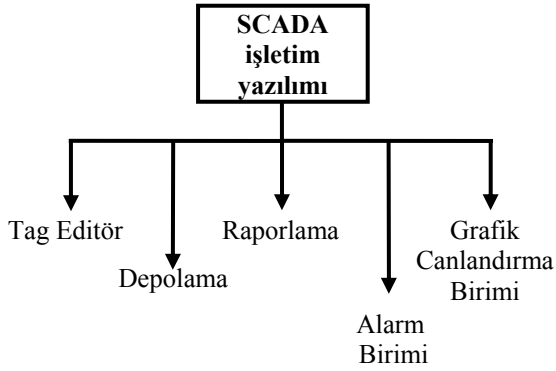 SCADA
işletim
yazılımı
Tag Editör
Depolama
Raporlama
Alarm
Birimi
Grafik
Canlandırma
Birimi